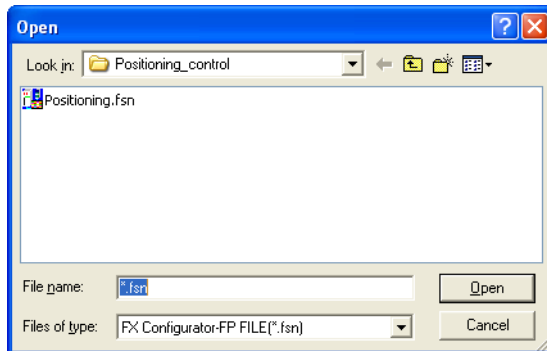 Open
Look in: Positioning_control
Positioning.fsn
File name: *.fsn Open
Files of type: FX Configurator-FP FILE(*.fsn) Cancel